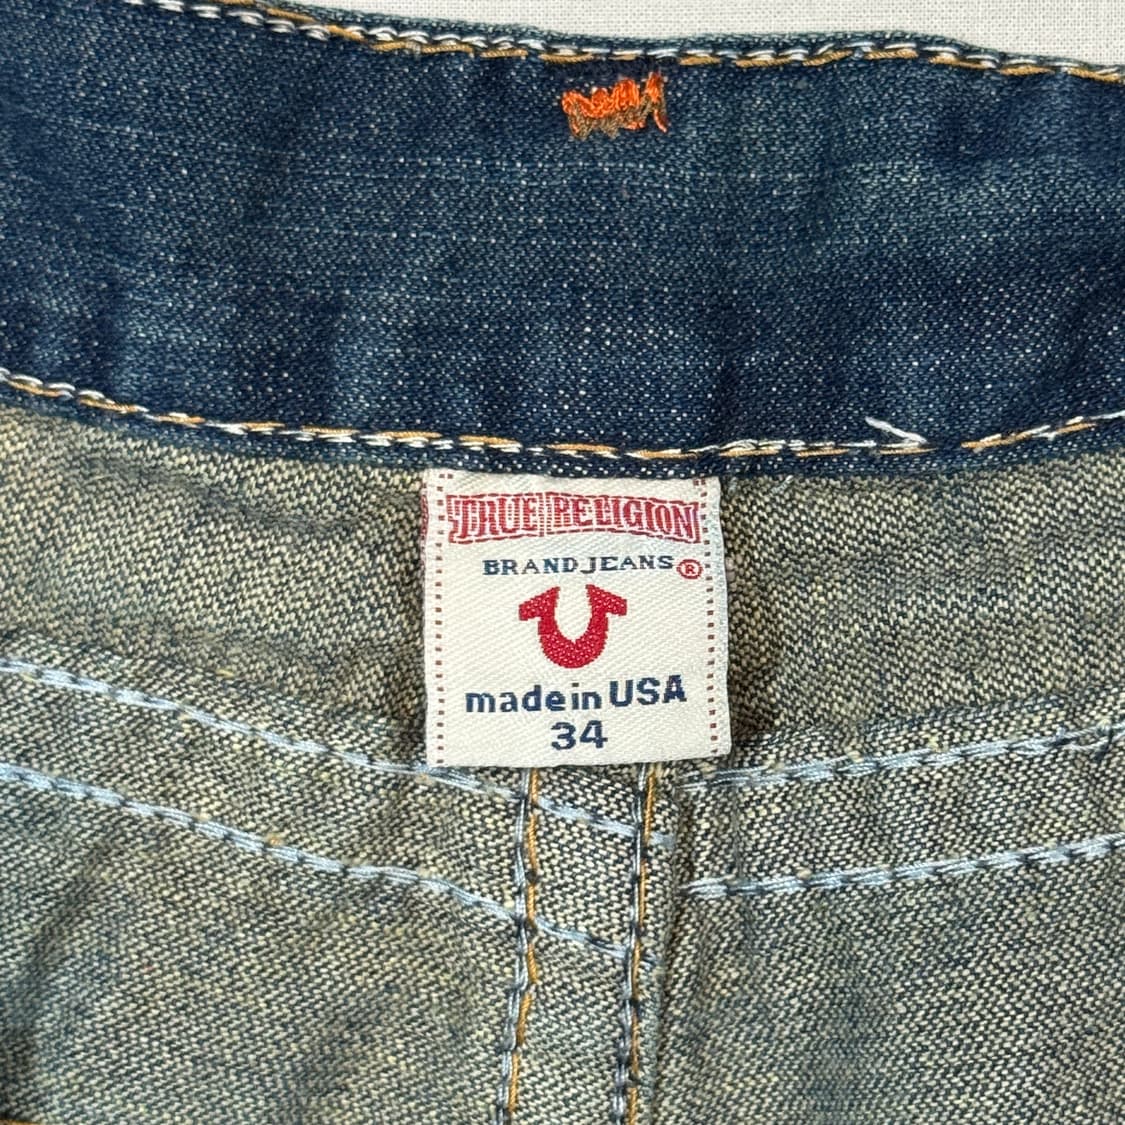 TRUE RELIGION
BRAND JEANS ®
made in USA
34